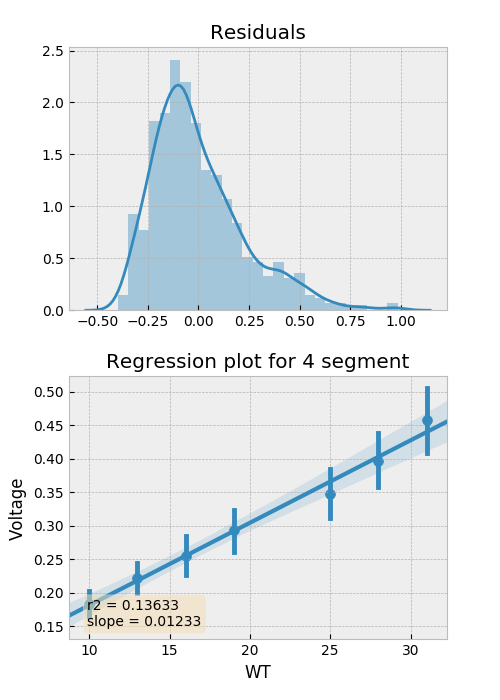 Residuals
2.5
2.0
1.5
1.0
0.5
0.0
−0.50 −0.25 0.00 0.25 0.50 0.75 1.00
Regression plot for 4 segment
0.50
0.45
0.40
0.35
0.30
0.25
0.20
0.15
Voltage
r2 = 0.13633
slope = 0.01233
10 15 20 25 30
WT